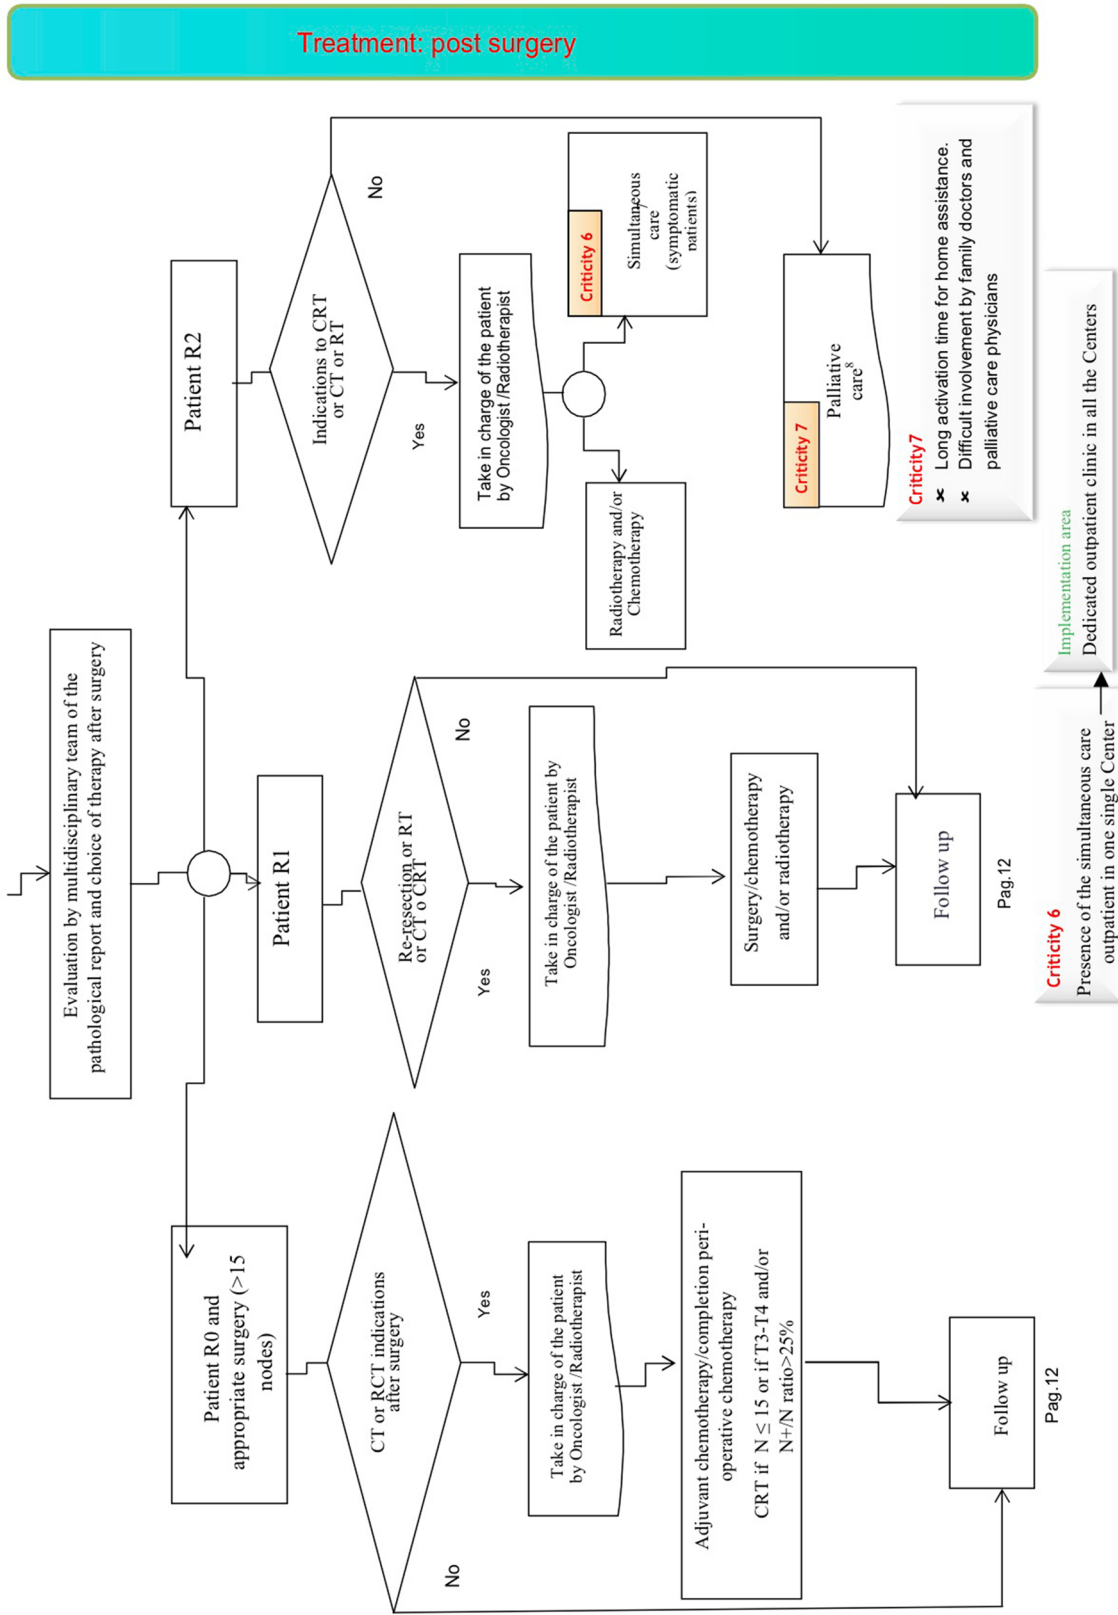 Treatment: post surgery
Evaluation by multidisciplinary team of the
pathological report and choice of therapy after surgery
Patient R0 and
appropriate surgery (>15
nodes)
CT or RCT indications
after surgery
No
Yes
Take in charge of the patient
by Oncologist /Radiotherapist
Adjuvant chemotherapy/completion peri-
operative chemotherapy
CRT if N ≤ 15 or if T3-T4 and/or
N+/N ratio>25%
Follow up
Pag.12
Patient R1
Re-resection or RT
or CT o CRT
Yes
No
Take in charge of the patient by
Oncologist /Radiotherapist
Surgery/chemotherapy
and/or radiotherapy
Follow up
Pag.12
Patient R2
Indications to CRT
or CT or RT
Yes
No
Take in charge of the patient
by Oncologist /Radiotherapist
Radiotherapy and/or
Chemotherapy
Criticity 6
Simultaneous
care
(symptomatic
patients)
Criticity 7
Palliative
care⁸
Criticity7
× Long activation time for home assistance.
× Difficult involvement by family doctors and
palliative care physicians
Criticity 6
Presence of the simultaneous care
outpatient in one single Center
Implementation area
Dedicated outpatient clinic in all the Centers